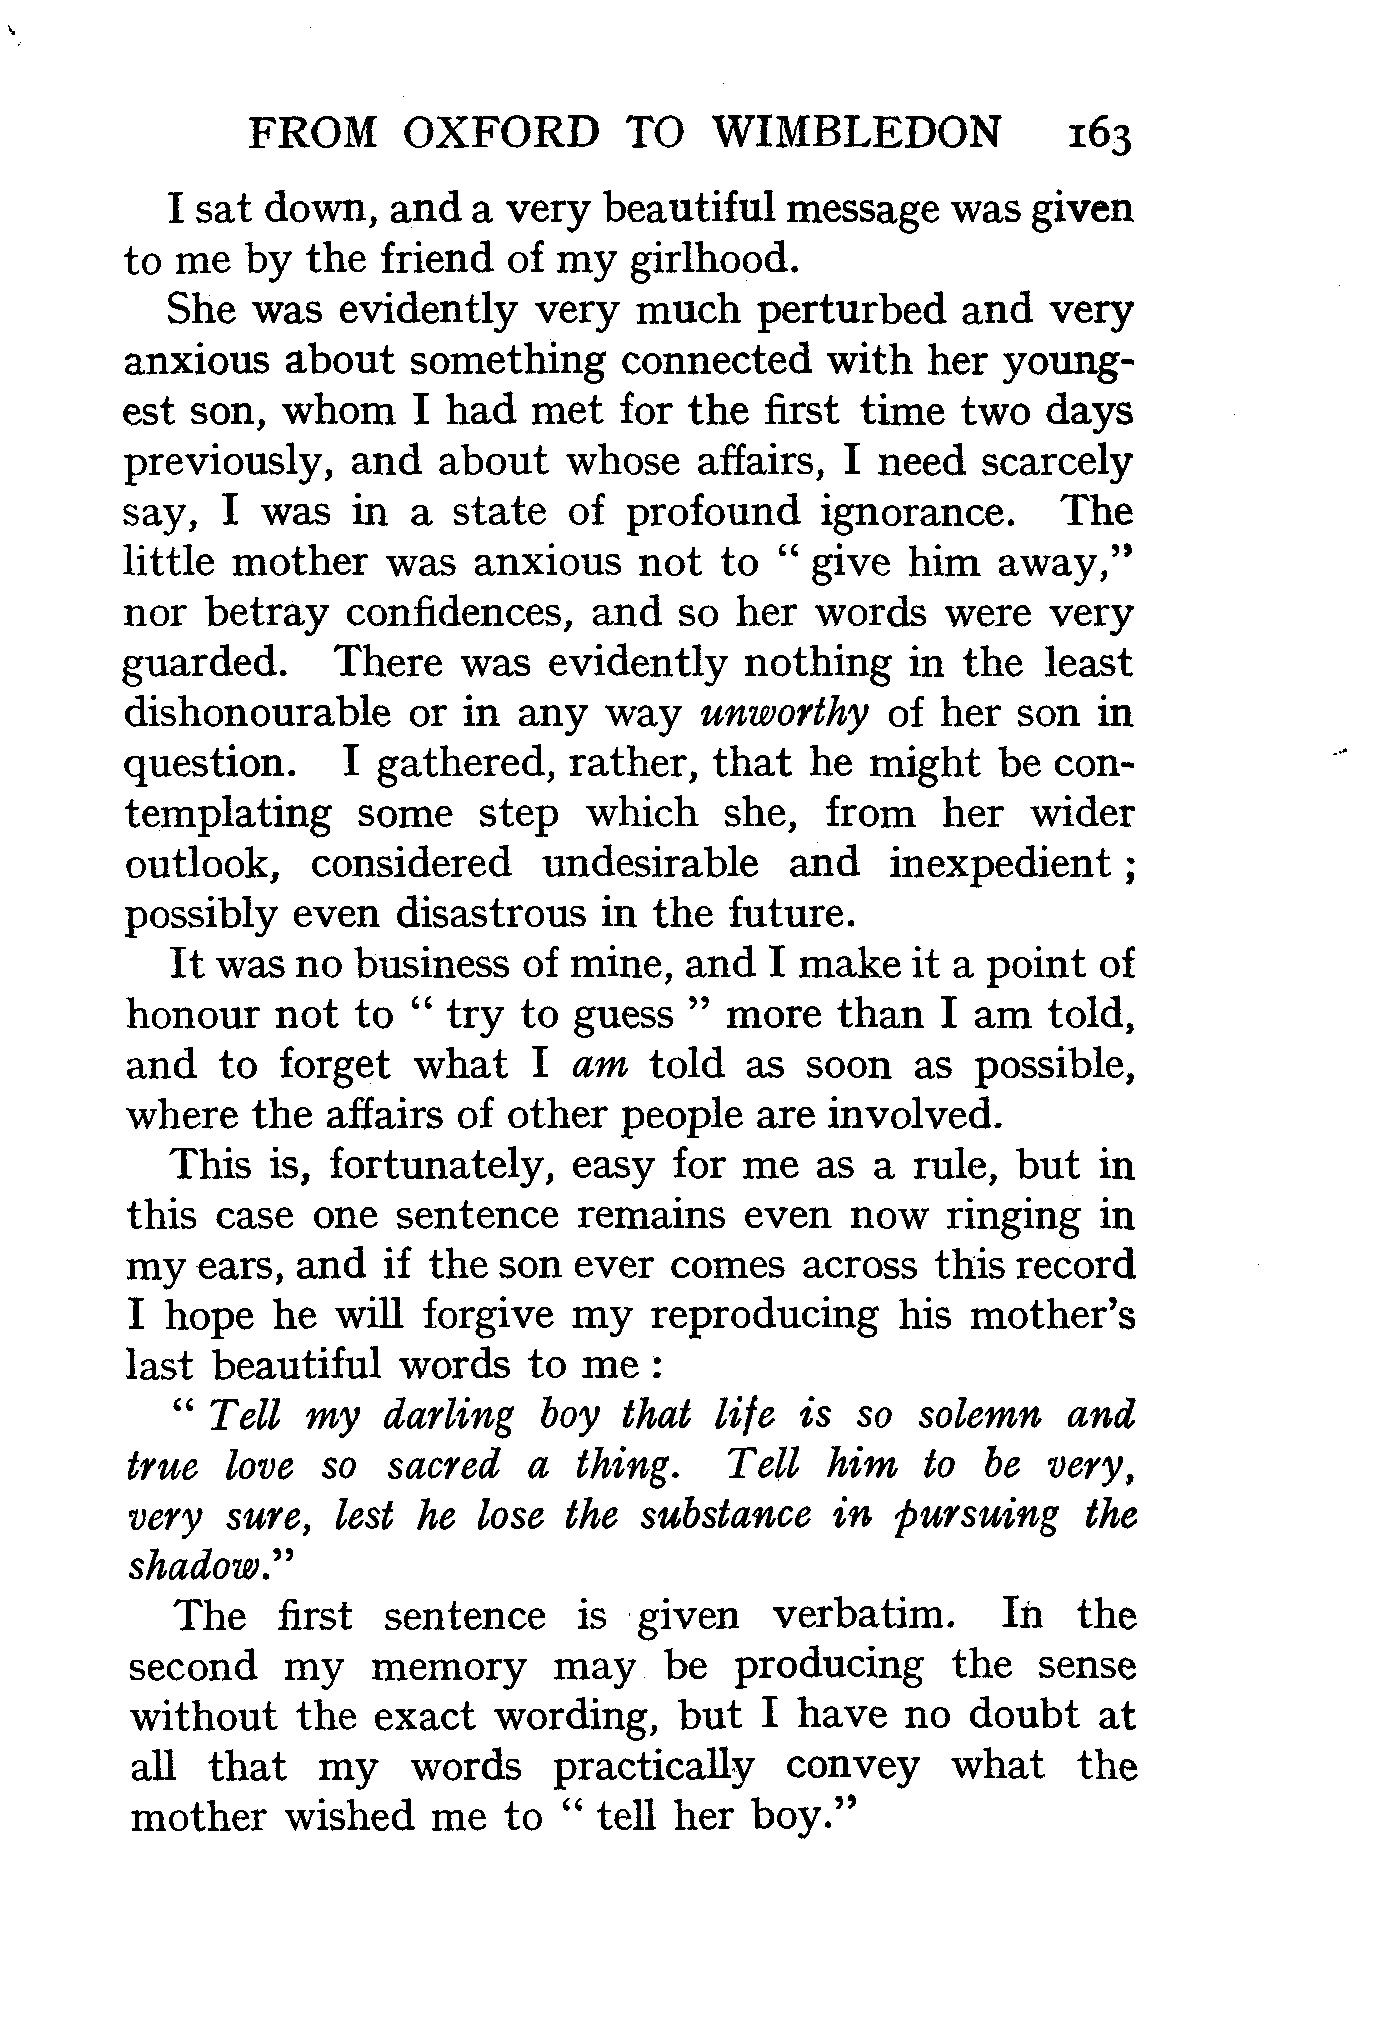 FROM OXFORD TO WIMBLEDON 163
I sat down, and a very beautiful message was given
to me by the friend of my girlhood.
She was evidently very much perturbed and very
anxious about something connected with her young-
est son, whom I had met for the first time two days
previously, and about whose affairs, I need scarcely
say, I was in a state of profound ignorance. The
little mother was anxious not to “ give him away,”
nor betray confidences, and so her words were very
guarded. There was evidently nothing in the least
dishonourable or in any way unworthy of her son in
question. I gathered, rather, that he might be con-
templating some step which she, from her wider
outlook, considered undesirable and inexpedient ;
possibly even disastrous in the future.
It was no business of mine, and I make it a point of
honour not to “ try to guess ” more than I am told,
and to forget what I am told as soon as possible,
where the affairs of other people are involved.
This is, fortunately, easy for me as a rule, but in
this case one sentence remains even now ringing in
my ears, and if the son ever comes across this record
I hope he will forgive my reproducing his mother’s
last beautiful words to me :
“ Tell my darling boy that life is so solemn and
true love so sacred a thing. Tell him to be very,
very sure, lest he lose the substance in pursuing the
shadow.”
The first sentence is given verbatim. In the
second my memory may be producing the sense
without the exact wording, but I have no doubt at
all that my words practically convey what the
mother wished me to “ tell her boy.”